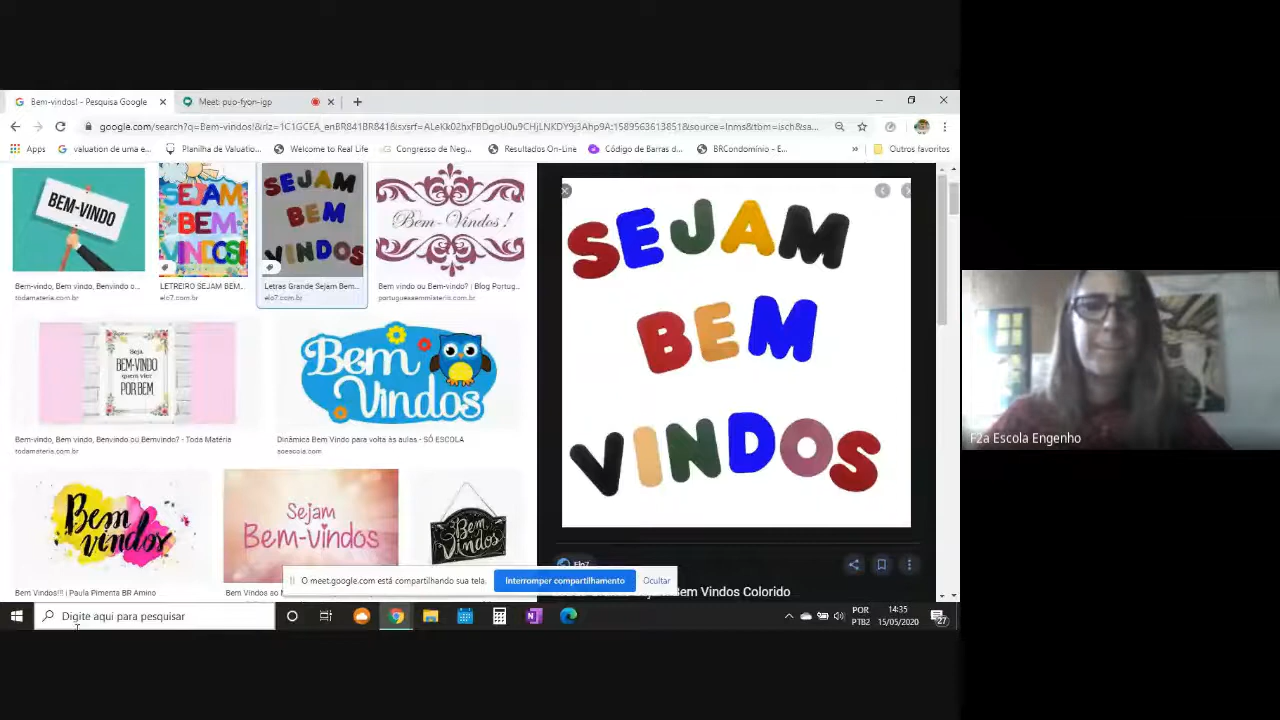 Bem-vindos! - Pesquisa Google
Meet: puo-fyon-igp
google.com/search?q=Bem-vindos!&rlz=1C1GCEA_enBR841BR841&sxsrf=ALeKk02hxFBDgoU0u9CHjLNKDY9j3Ahp9A:1589563613851&source=lnms&tbm=isch&sa...
Apps
valuation de uma e...
Planilha de Valuatio...
Welcome to Real Life
Congresso de Neg...
Resultados On-Line
Código de Barras d...
BRCondomínio - E...
»
Outros favoritos
BEM-VINDO
SEJAM
BEM
VINDOS!
SEJAM
BEM
VINDOS
Bem-Vindos!
Bem-vindo, Bem vindo, Benvindo o...
todamateria.com.br
LETREIRO SEJAM BEM...
elo7.com.br
Letras Grande Sejam Bem...
elo7.com.br
Bem vindo ou Bem-vindo? | Blog Portug...
portuguesemmisterio.com.br
Seja
BEM-VINDO
quem vier
POR BEM
Bem
Vindos
Bem-vindo, Bem vindo, Benvindo ou Bemvindo? - Toda Matéria
todamateria.com.br
Dinâmica Bem Vindo para volta às aulas - SÓ ESCOLA
soescola.com
Bem
vindos
Sejam
Bem-vindos
Bem
Vindos
Bem Vindos!!! | Paula Pimenta BR Amino
SEJAM
BEM
VINDOS
Elo7
Bem Vindos Colorido
O meet.google.com está compartilhando sua tela.
Interromper compartilhamento
Ocultar
Digite aqui para pesquisar
POR
PTB2
14:35
15/05/2020
27
F2a Escola Engenho